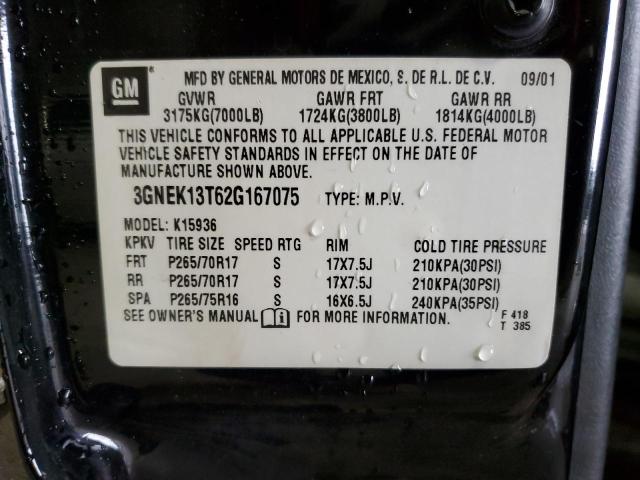 GM MFD BY GENERAL MOTORS DE MEXICO, S. DE R.L. DE C.V. 09/01
GVWR GAWR FRT GAWR RR
3175KG(7000LB) 1724KG(3800LB) 1814KG(4000LB)
THIS VEHICLE CONFORMS TO ALL APPLICABLE U.S. FEDERAL MOTOR
VEHICLE SAFETY STANDARDS IN EFFECT ON THE DATE OF
MANUFACTURE SHOWN ABOVE.
3GNEK13T62G167075 TYPE: M.P.V.
MODEL: K15936
KPKV TIRE SIZE SPEED RTG RIM COLD TIRE PRESSURE
FRT P265/70R17 S 17X7.5J 210KPA(30PSI)
RR P265/70R17 S 17X7.5J 210KPA(30PSI)
SPA P265/75R16 S 16X6.5J 240KPA(35PSI)
SEE OWNER'S MANUAL FOR MORE INFORMATION. F 418
T 385